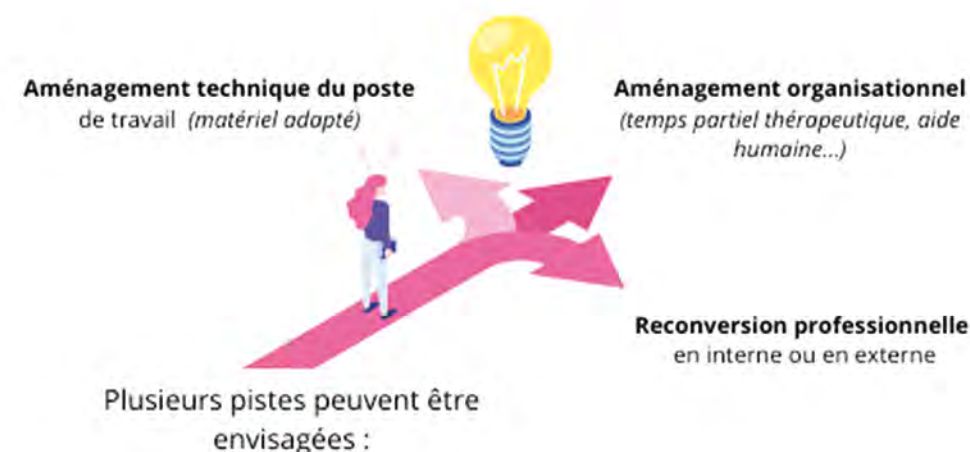 Aménagement technique du poste
de travail (matériel adapté)
Aménagement organisationnel
(temps partiel thérapeutique, aide
humaine...)
Reconversion professionnelle
en interne ou en externe
Plusieurs pistes peuvent être
envisagées :